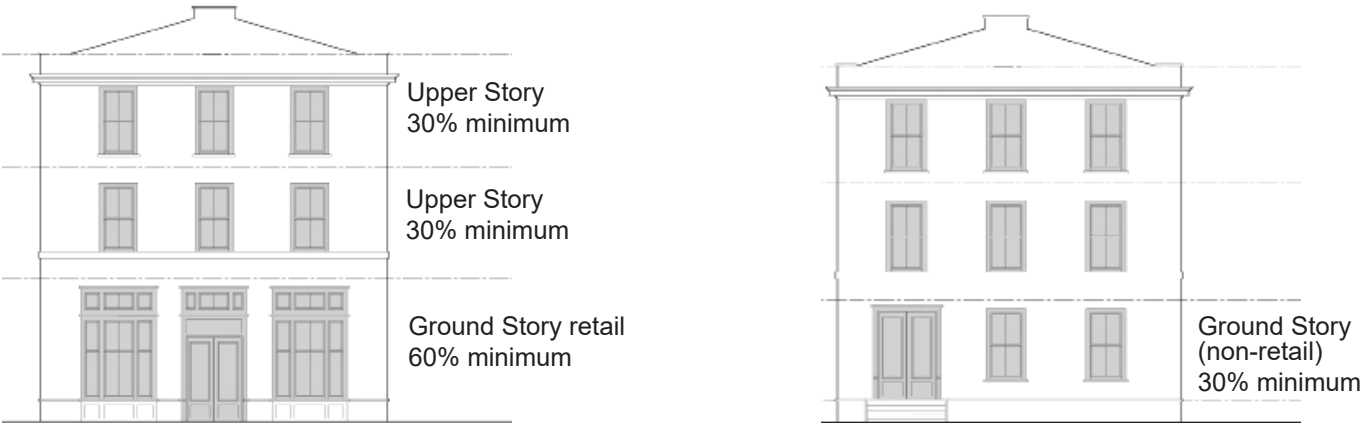 Upper Story
30% minimum
Upper Story
30% minimum
Ground Story retail
60% minimum
Ground Story
(non-retail)
30% minimum